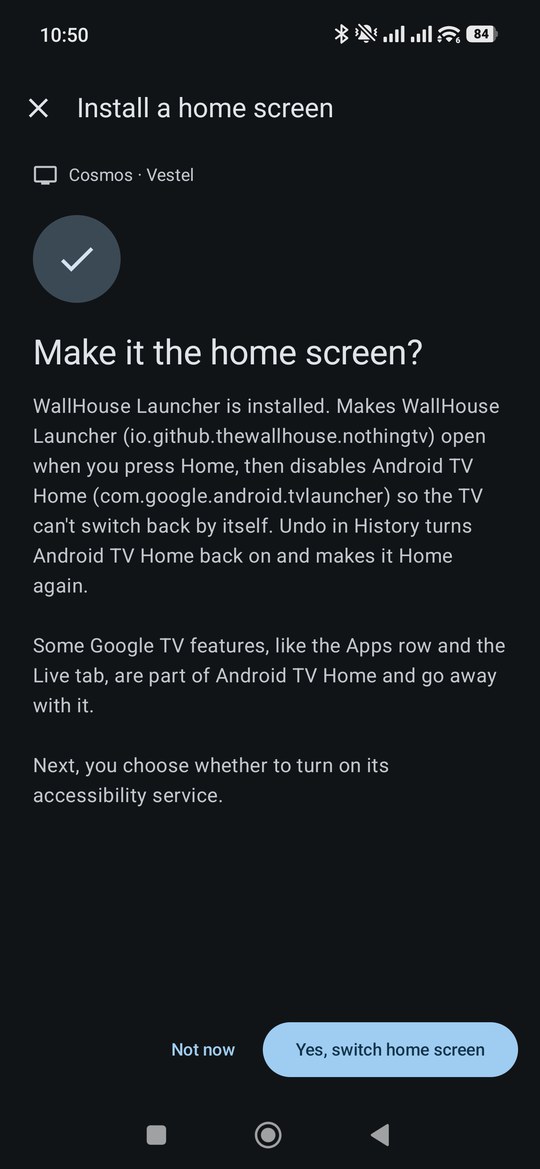 10:50
6
84
Install a home screen
Cosmos · Vestel
Make it the home screen?
WallHouse Launcher is installed. Makes WallHouse
Launcher (io.github.thewallhouse.nothingtv) open
when you press Home, then disables Android TV
Home (com.google.android.tvlauncher) so the TV
can't switch back by itself. Undo in History turns
Android TV Home back on and makes it Home
again.
Some Google TV features, like the Apps row and the
Live tab, are part of Android TV Home and go away
with it.
Next, you choose whether to turn on its
accessibility service.
Not now
Yes, switch home screen